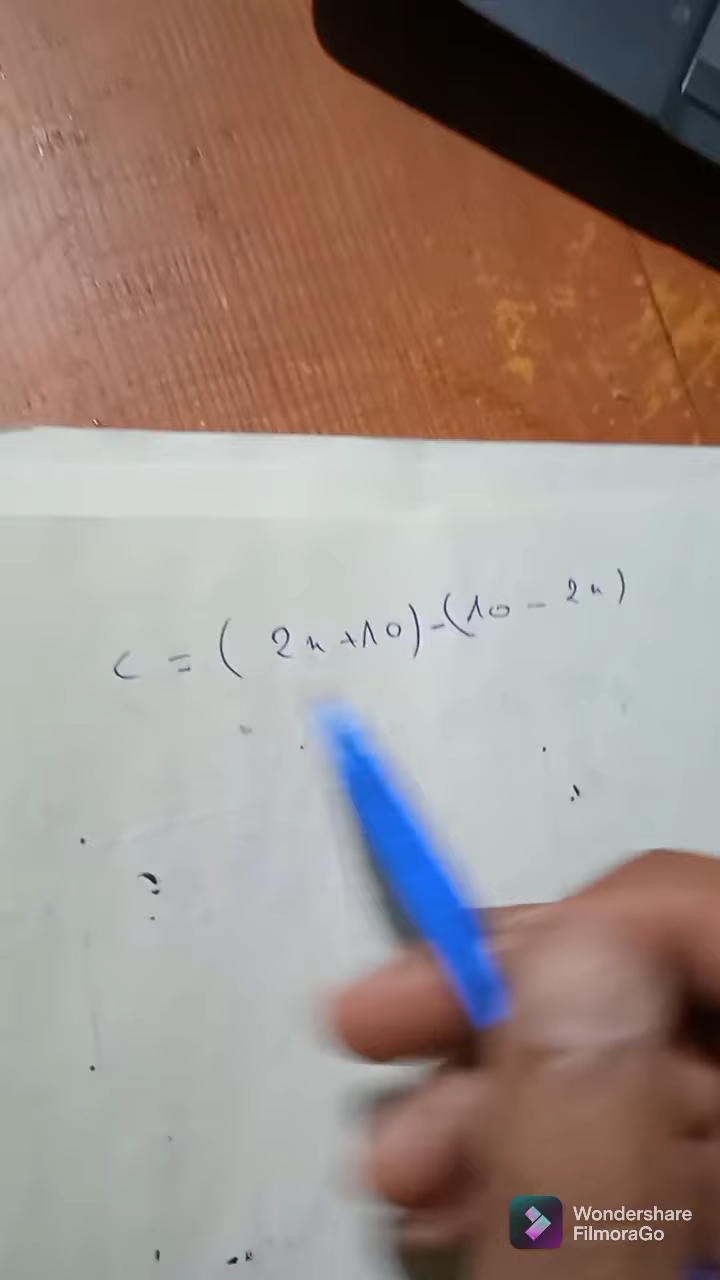 C = ( 2x +10)-(10 - 2x)
Wondershare
FilmoraGo